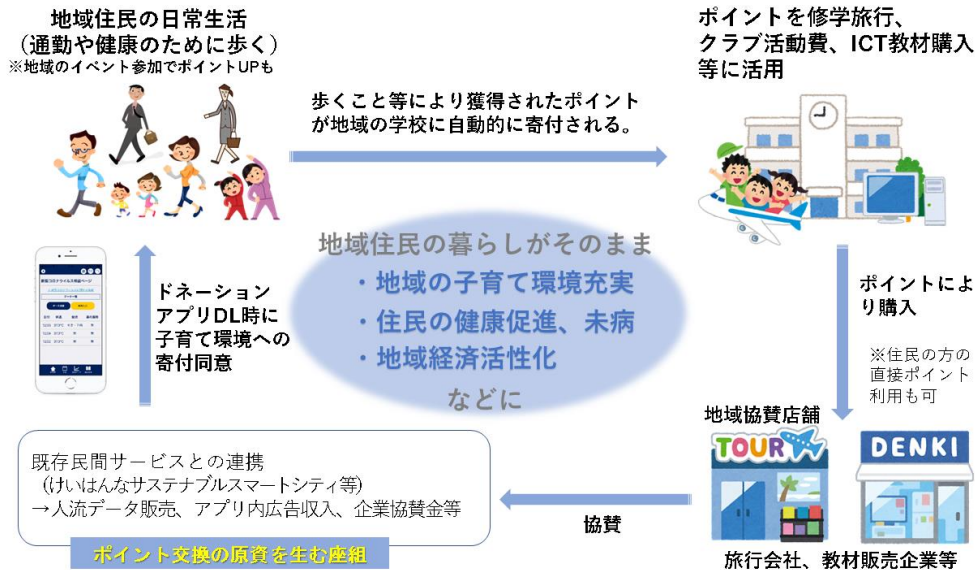 地域住民の日常生活
（通勤や健康のために歩く）
※地域のイベント参加でポイントUPも
歩くこと等により獲得されたポイント
が地域の学校に自動的に寄付される。
ポイントを修学旅行、
クラブ活動費、ICT教材購入
等に活用
地域住民の暮らしがそのまま
・地域の子育て環境充実
・住民の健康促進、未病
・地域経済活性化
などに
ドネーション
アプリDL時に
子育て環境への
寄付同意
ポイントによ
り購入
※住民の方の
直接ポイント
利用も可
地域協賛店舗
TOUR
DENKI
旅行会社、教材販売企業等
協賛
既存民間サービスとの連携
（けいはんなサステナブルスマートシティ等）
→人流データ販売、アプリ内広告収入、企業協賛金等
ポイント交換の原資を生む座組